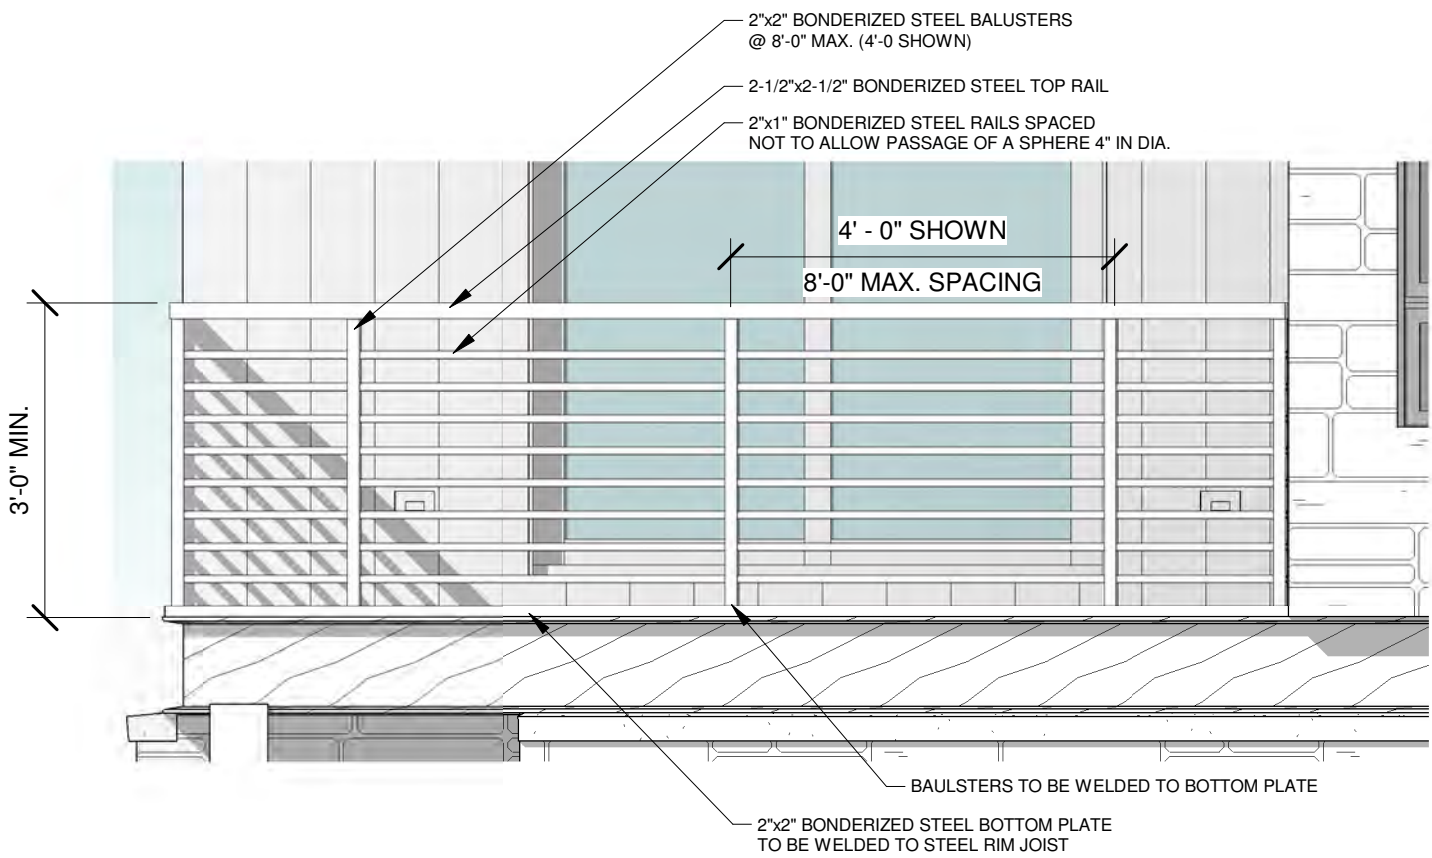 2"x2" BONDERIZED STEEL BALUSTERS
@ 8'-0" MAX. (4'-0 SHOWN)
2-1/2"x2-1/2" BONDERIZED STEEL TOP RAIL
2"x1" BONDERIZED STEEL RAILS SPACED
NOT TO ALLOW PASSAGE OF A SPHERE 4" IN DIA.
4' - 0" SHOWN
8'-0" MAX. SPACING
3'-0" MIN.
BAULSTERS TO BE WELDED TO BOTTOM PLATE
2"x2" BONDERIZED STEEL BOTTOM PLATE
TO BE WELDED TO STEEL RIM JOIST